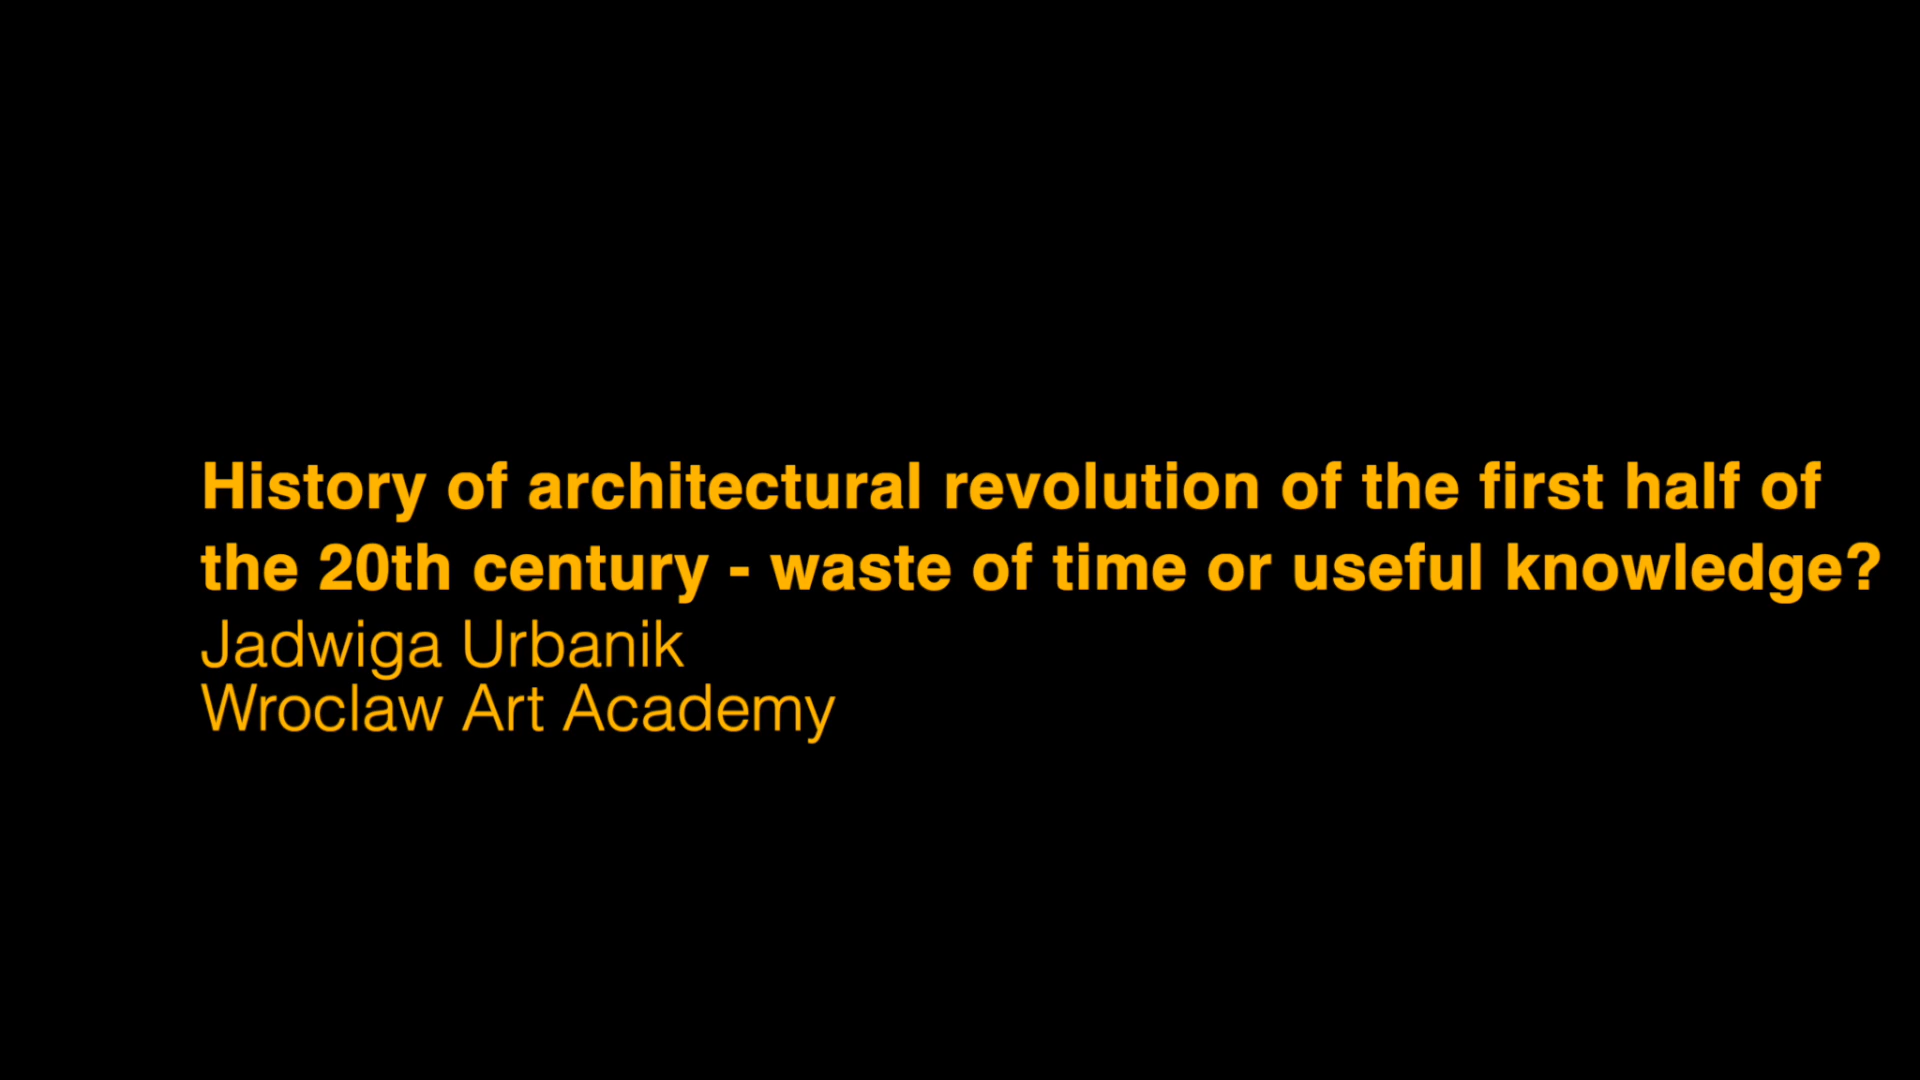 History of architectural revolution of the first half of
the 20th century - waste of time or useful knowledge?
Jadwiga Urbanik
Wroclaw Art Academy